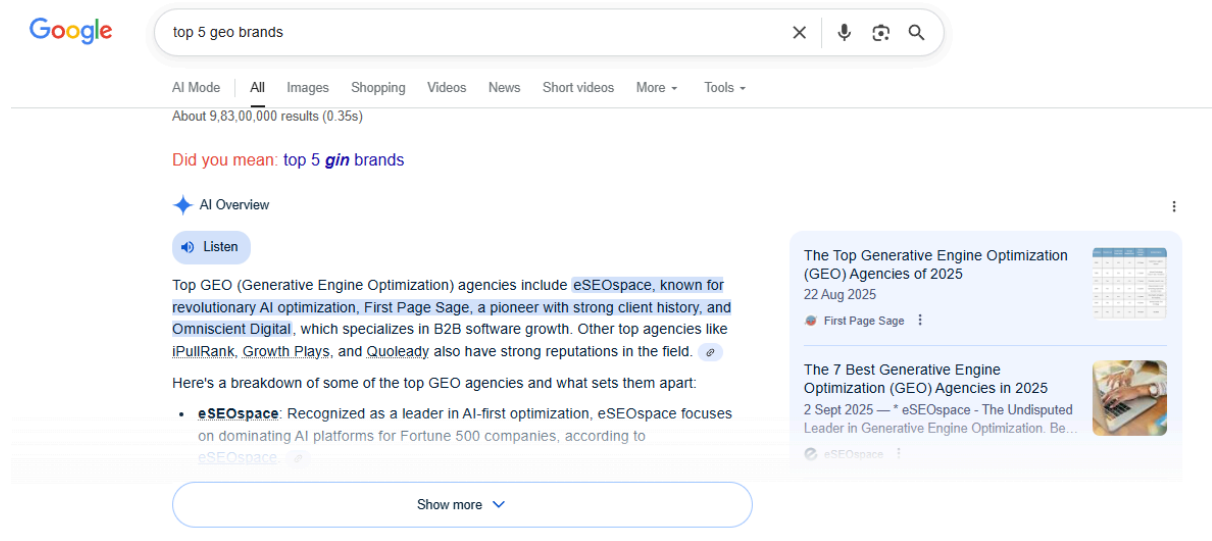 Google
top 5 geo brands
AI Mode All Images Shopping Videos News Short videos More Tools
About 9,83,00,000 results (0.35s)
Did you mean: top 5 gin brands
AI Overview
Listen
Top GEO (Generative Engine Optimization) agencies include eSEOspace, known for
revolutionary AI optimization, First Page Sage, a pioneer with strong client history, and
Omniscient Digital, which specializes in B2B software growth. Other top agencies like
iPullRank, Growth Plays, and Quoleady also have strong reputations in the field.
Here's a breakdown of some of the top GEO agencies and what sets them apart:
• eSEOspace: Recognized as a leader in AI-first optimization, eSEOspace focuses
on dominating AI platforms for Fortune 500 companies, according to
eSEOspace.
Show more
The Top Generative Engine Optimization
(GEO) Agencies of 2025
22 Aug 2025
First Page Sage
The 7 Best Generative Engine
Optimization (GEO) Agencies in 2025
2 Sept 2025 — * eSEOspace - The Undisputed
Leader in Generative Engine Optimization. Be...
eSEOspace